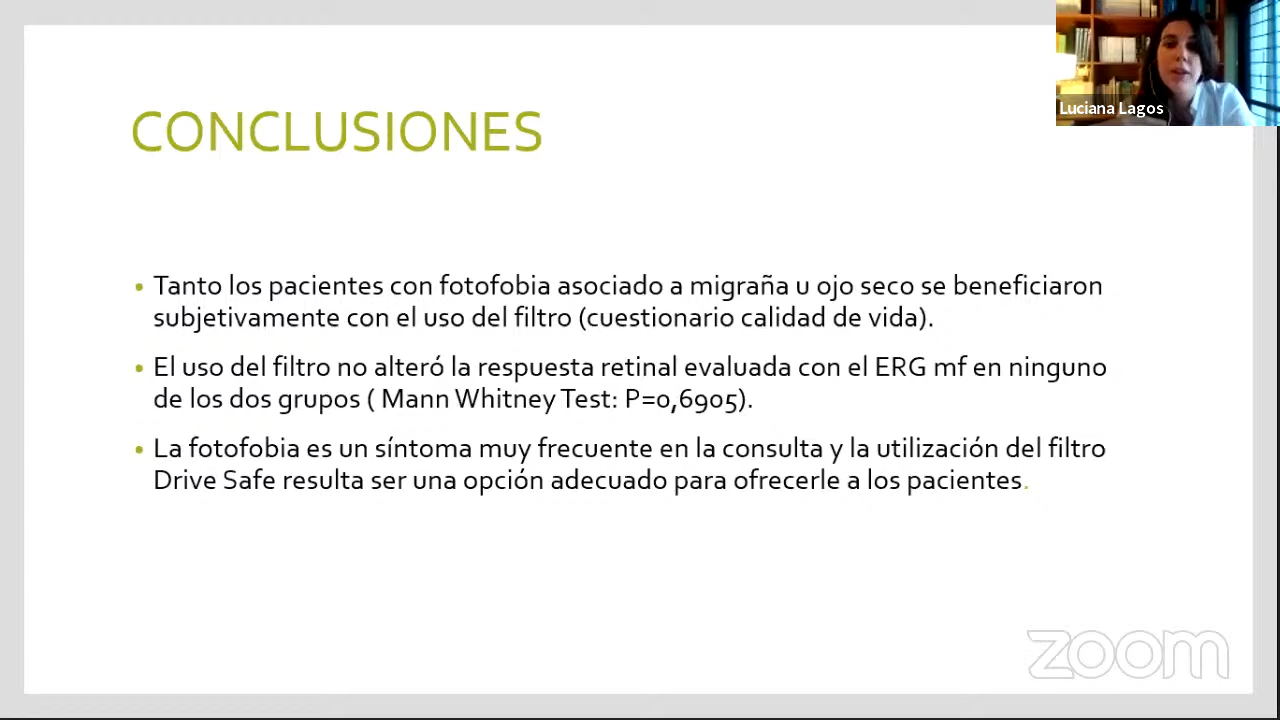 Luciana Lagos
CONCLUSIONES
• Tanto los pacientes con fotofobia asociado a migraña u ojo seco se beneficiaron
subjetivamente con el uso del filtro (cuestionario calidad de vida).
• El uso del filtro no alteró la respuesta retinal evaluada con el ERG mf en ninguno
de los dos grupos ( Mann Whitney Test: P=0,6905).
• La fotofobia es un síntoma muy frecuente en la consulta y la utilización del filtro
Drive Safe resulta ser una opción adecuado para ofrecerle a los pacientes.
zoom